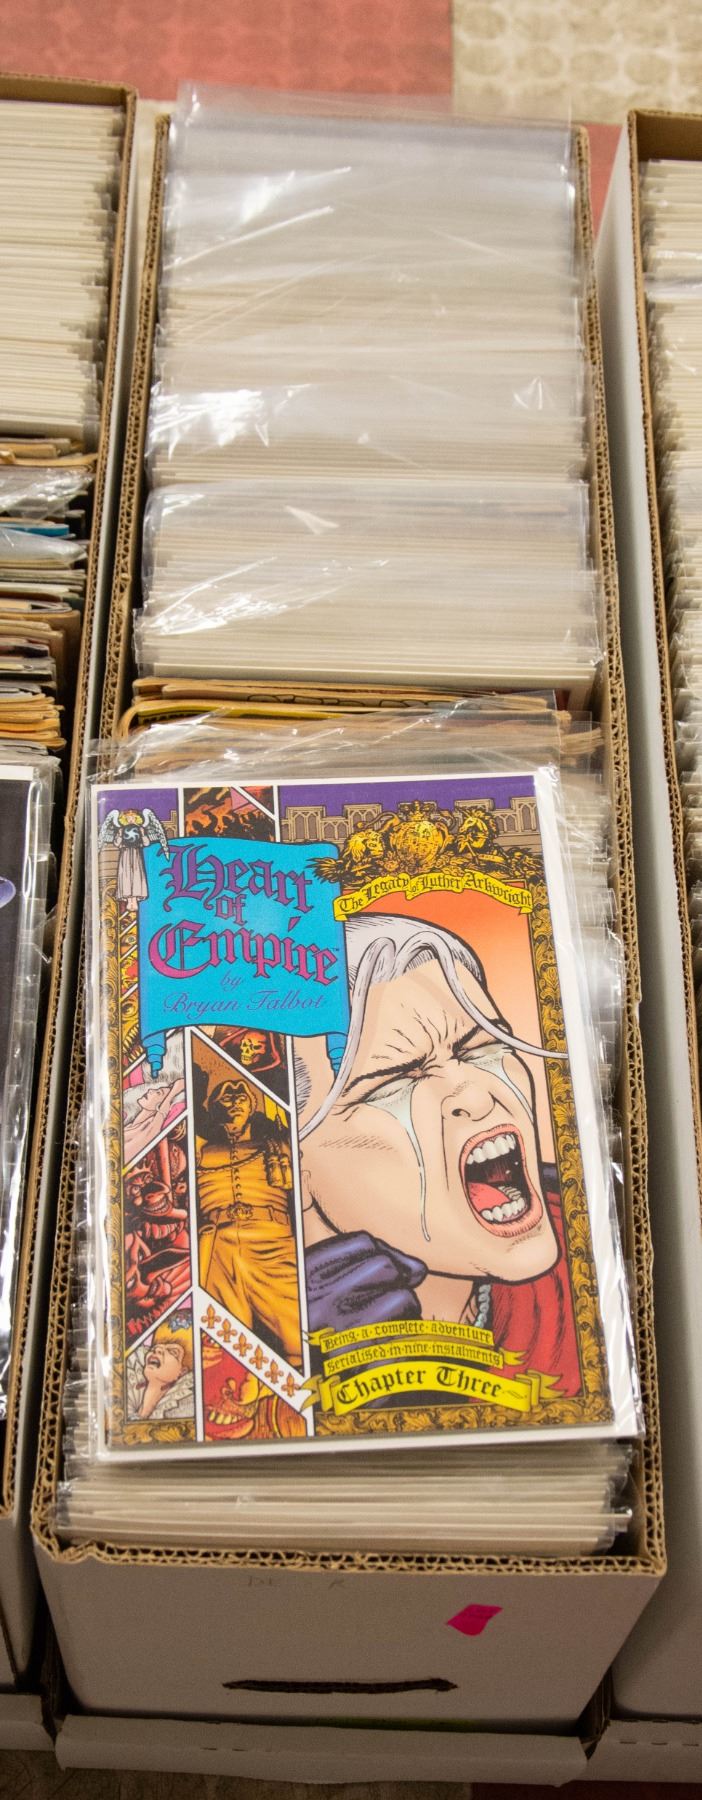 Heart
of
Empire™
by
Bryan Talbot
The Legacy of Luther Arkwright
Being·a·complete·adventure
serialised·in·nine·instalments
Chapter Three